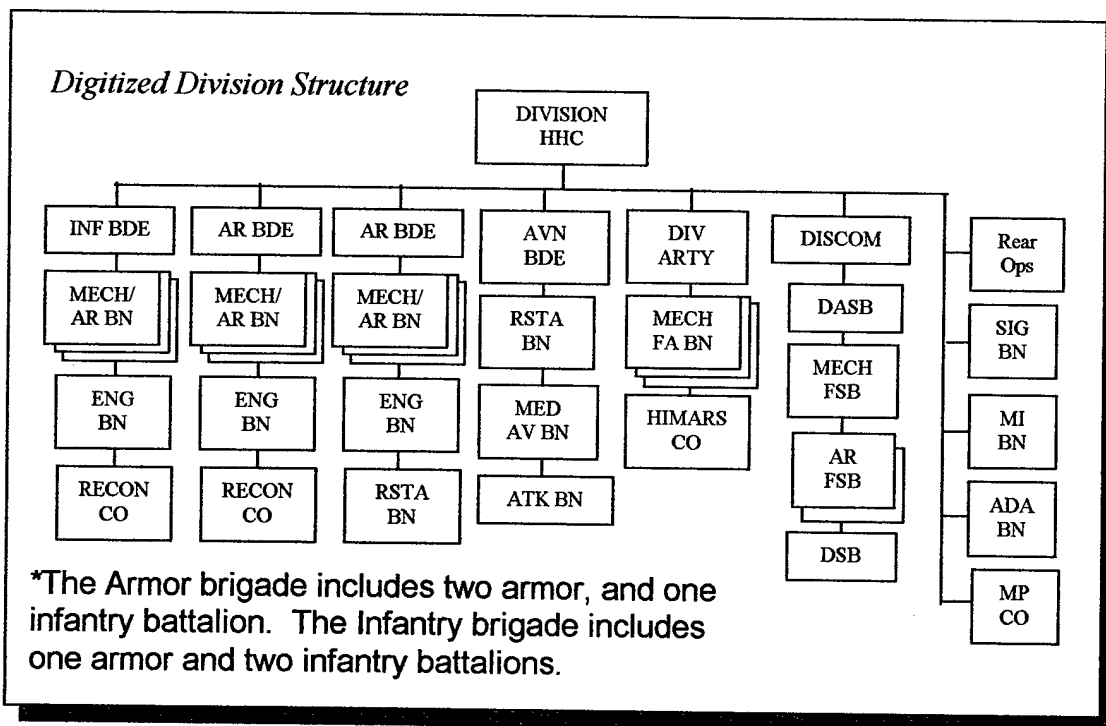 Digitized Division Structure
DIVISION
HHC
INF BDE
MECH/
AR BN
ENG
BN
RECON
CO
AR BDE
MECH/
AR BN
ENG
BN
RECON
CO
AR BDE
MECH/
AR BN
ENG
BN
RSTA
BN
AVN
BDE
RSTA
BN
MED
AV BN
ATK BN
DIV
ARTY
MECH
FA BN
HIMARS
CO
DISCOM
DASB
MECH
FSB
AR
FSB
DSB
Rear
Ops
SIG
BN
MI
BN
ADA
BN
MP
CO
*The Armor brigade includes two armor, and one
infantry battalion.  The Infantry brigade includes
one armor and two infantry battalions.